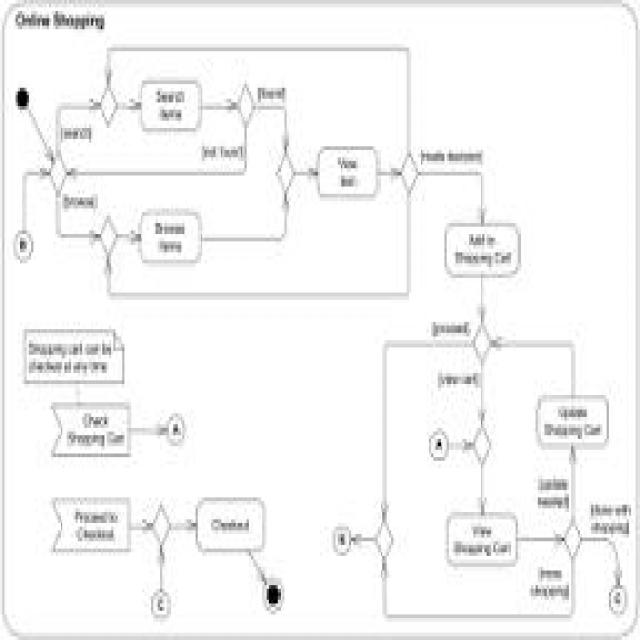 Online Shopping
Search
Items
[found]
[search]
[not found]
View
Item
[made decision]
[browse]
Browse
Items
B
Add to
Shopping Cart
[proceed]
Shopping cart can be
checked at any time
[view cart]
Check
Shopping Cart
A
A
Update
Shopping Cart
[update
needed]
[done with
shopping]
Proceed to
Checkout
Checkout
View
Shopping Cart
[more
shopping]
C